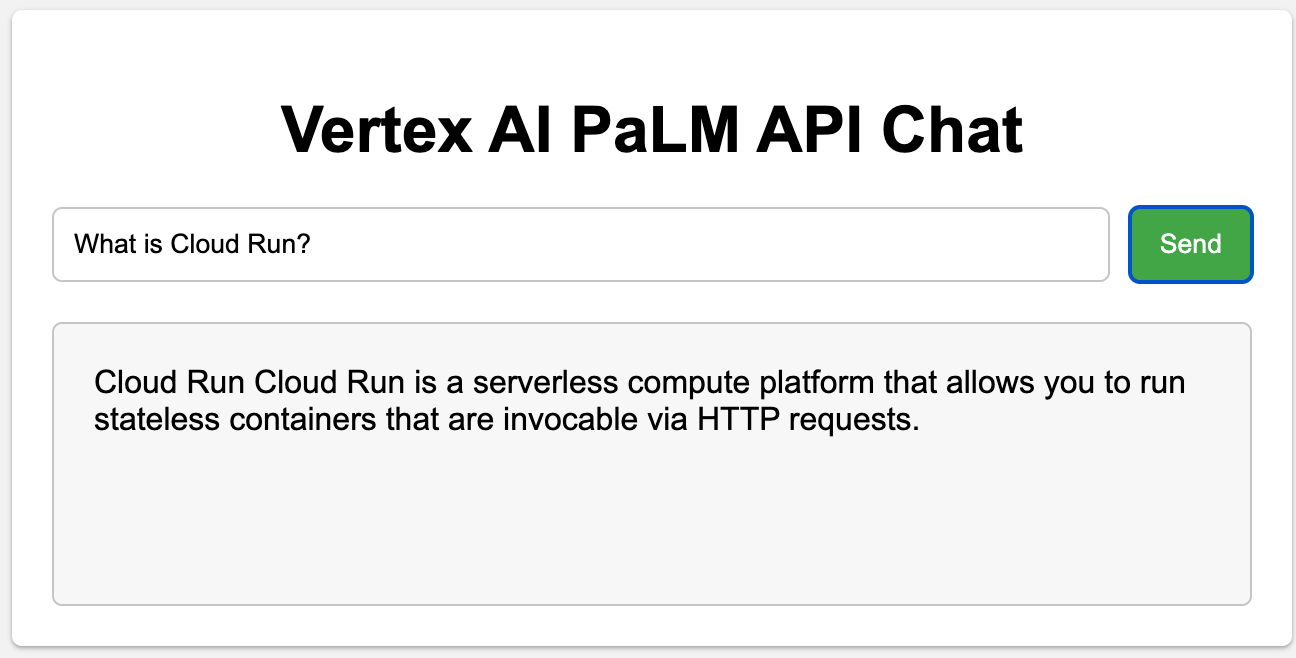 Vertex AI PaLM API Chat
What is Cloud Run?
Send
Cloud Run Cloud Run is a serverless compute platform that allows you to run
stateless containers that are invocable via HTTP requests.